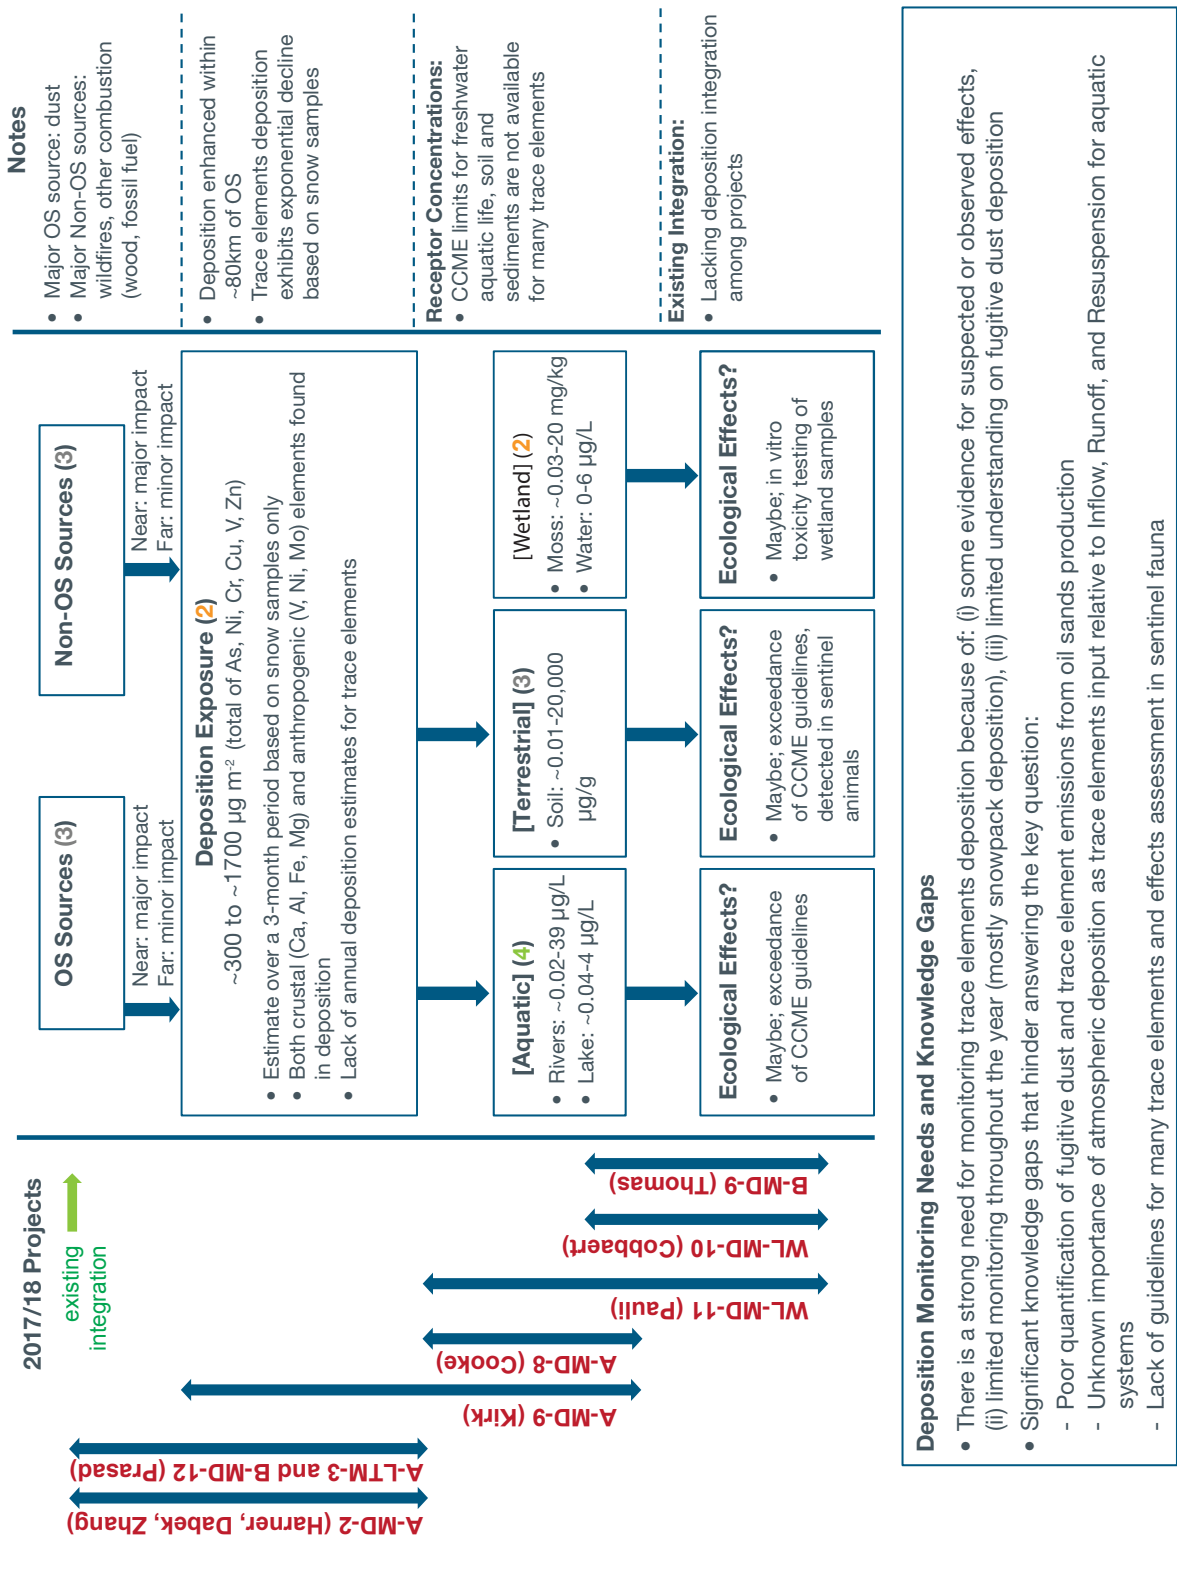 2017/18 Projects
existing
integration
A-MD-2 (Harner, Dabek, Zhang)
A-LTM-3 and B-MD-12 (Prasad)
A-MD-9 (Kirk)
A-MD-8 (Cooke)
WL-MD-11 (Pauli)
WL-MD-10 (Cobbaert)
B-MD-9 (Thomas)
OS Sources (3)
Near: major impact
Far: minor impact
Non-OS Sources (3)
Near: major impact
Far: minor impact
Deposition Exposure (2)
~300 to ~1700 µg m-2 (total of As, Ni, Cr, Cu, V, Zn)
• Estimate over a 3-month period based on snow samples only
• Both crustal (Ca, Al, Fe, Mg) and anthropogenic (V, Ni, Mo) elements found
in deposition
• Lack of annual deposition estimates for trace elements
[Aquatic] (4)
• Rivers: ~0.02-39 µg/L
• Lake: ~0.04-4 µg/L
[Terrestrial] (3)
• Soil: ~0.01-20,000
µg/g
[Wetland] (2)
• Moss: ~0.03-20 mg/kg
• Water: 0-6 µg/L
Ecological Effects?
• Maybe; exceedance
of CCME guidelines
Ecological Effects?
• Maybe; exceedance
of CCME guidelines,
detected in sentinel
animals
Ecological Effects?
• Maybe; in vitro
toxicity testing of
wetland samples
Notes
• Major OS source: dust
• Major Non-OS sources:
wildfires, other combustion
(wood, fossil fuel)
• Deposition enhanced within
~80km of OS
• Trace elements deposition
exhibits exponential decline
based on snow samples
Receptor Concentrations:
• CCME limits for freshwater
aquatic life, soil and
sediments are not available
for many trace elements
Existing Integration:
• Lacking deposition integration
among projects
Deposition Monitoring Needs and Knowledge Gaps
• There is a strong need for monitoring trace elements deposition because of: (i) some evidence for suspected or observed effects,
(ii) limited monitoring throughout the year (mostly snowpack deposition), (iii) limited understanding on fugitive dust deposition
• Significant knowledge gaps that hinder answering the key question:
- Poor quantification of fugitive dust and trace element emissions from oil sands production
- Unknown importance of atmospheric deposition as trace elements input relative to Inflow, Runoff, and Resuspension for aquatic
systems
- Lack of guidelines for many trace elements and effects assessment in sentinel fauna